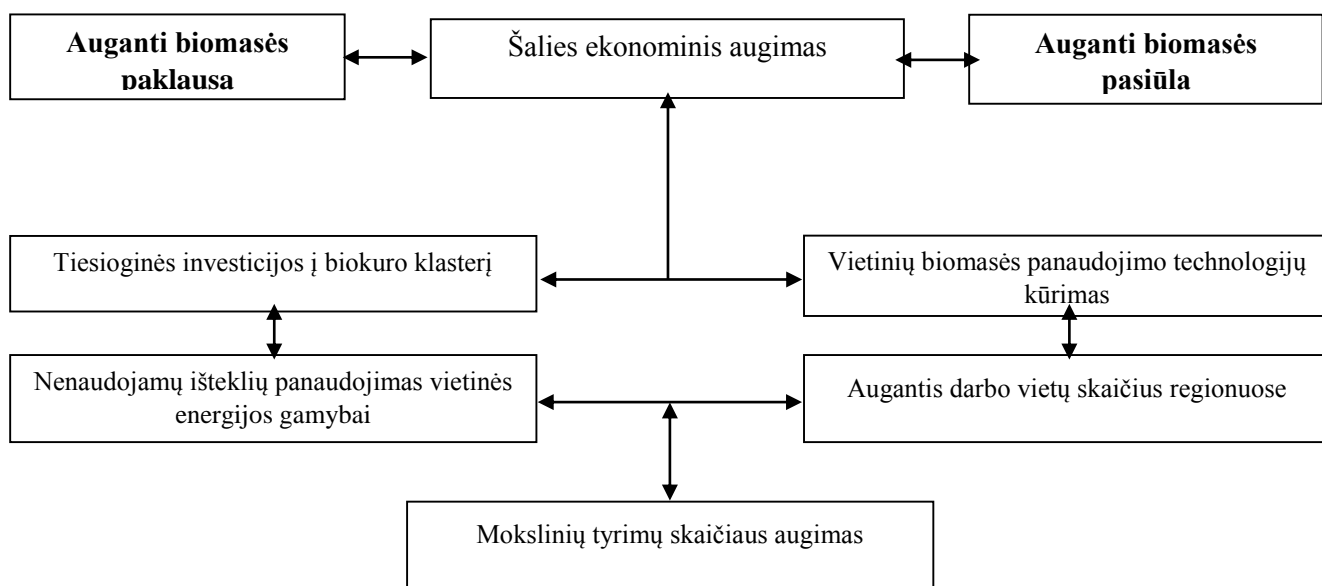 Auganti biomasės
paklausa
Šalies ekonominis augimas
Auganti biomasės
pasiūla
Tiesioginės investicijos į biokuro klasterį
Vietinių biomasės panaudojimo technologijų
kūrimas
Nenaudojamų išteklių panaudojimas vietinės
energijos gamybai
Augantis darbo vietų skaičius regionuose
Mokslinių tyrimų skaičiaus augimas